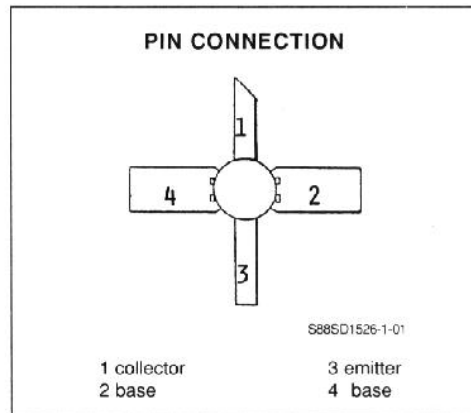 PIN CONNECTION
1
4
2
3
S88SD1526-1-01
1 collector
3 emitter
2 base
4 base